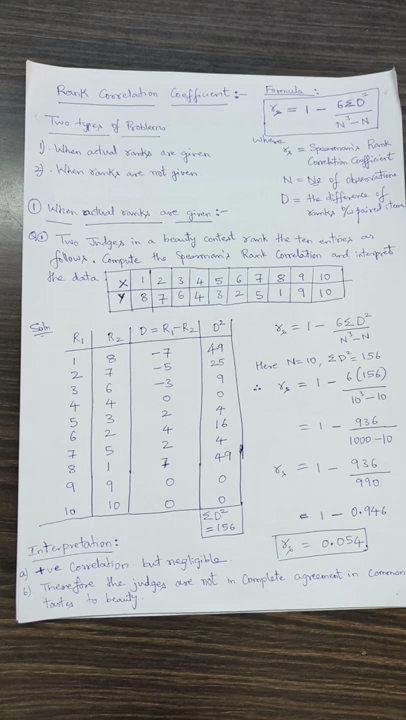 Rank Correlation Coefficient :-
Two types of Problems
1). When actual ranks are given
2). When ranks are not given
Formula :
r_s = 1 - 6ΣD² / N³-N
Where
r_s = Spearman's Rank
Correlation Coefficient
N = No of observations
D = the difference of
ranks b/w paired items
① When actual ranks are given :-
Q① Two Judges in a beauty contest rank the ten entries as
follows. Compute the Spearman's Rank Correlation and interpret
the data
X 1 2 3 4 5 6 7 8 9 10
Y 8 7 6 4 3 2 5 1 9 10
Soln
R₁ R₂ D = R₁-R₂ D²
1 8 -7 49
2 7 -5 25
3 6 -3 9
4 4 0 0
5 3 2 4
6 2 4 16
7 5 2 4
8 1 7 49
9 9 0 0
10 10 0 0
ΣD²
= 156
r_s = 1 - 6ΣD² / N³-N
Here N=10, ΣD²=156
∴ r_s = 1 - 6(156) / 10³-10
= 1 - 936 / 1000-10
r_s = 1 - 936 / 990
= 1 - 0.946
r_s = 0.054
Interpretation:
a) +ve Correlation but negligible.
b) Therefore the judges are not in Complete agreement in Common
tastes to beauty.